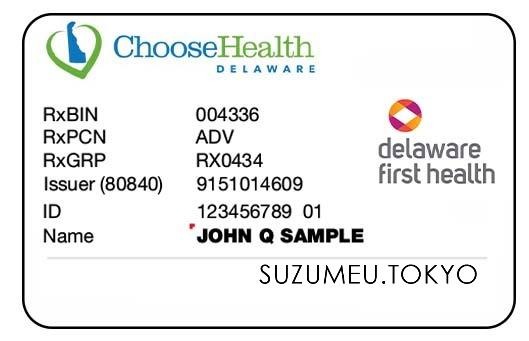 ChooseHealth
DELAWARE
RxBIN 004336
RxPCN ADV
RxGRP RX0434
Issuer (80840) 9151014609
ID 123456789 01
Name JOHN Q SAMPLE
delaware
first health
SUZUMEU.TOKYO